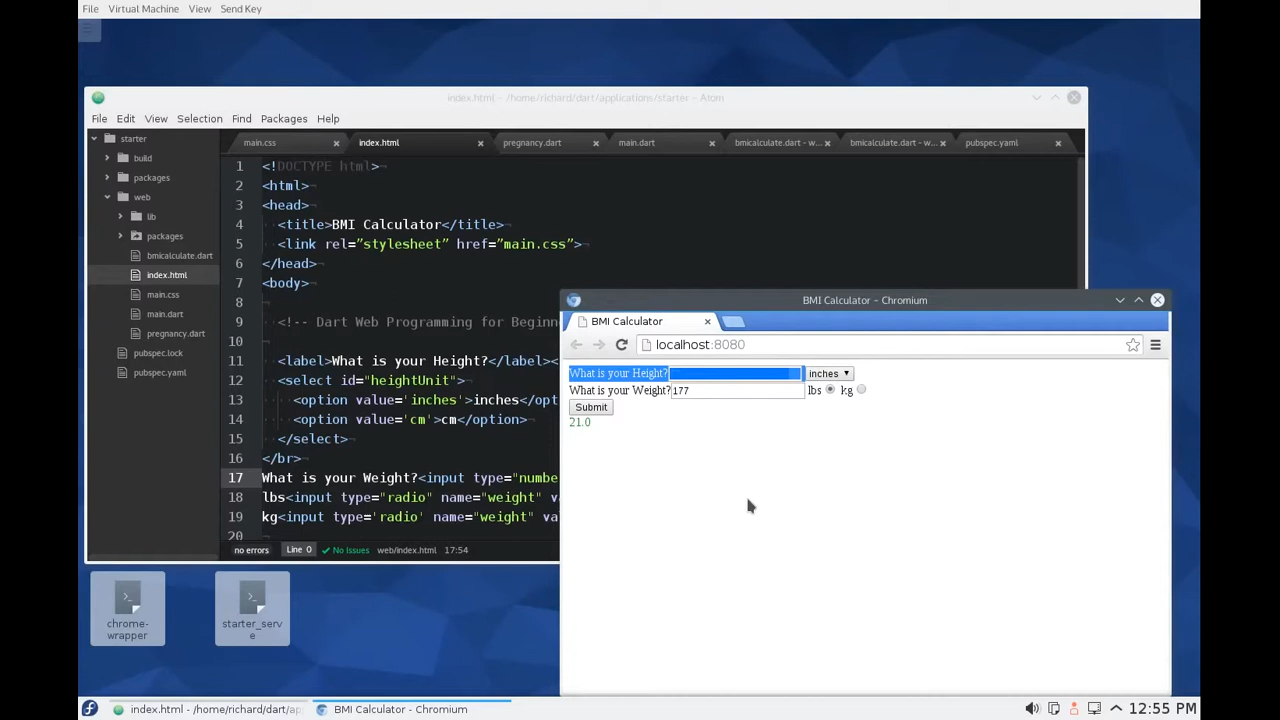 File Virtual Machine View Send Key
index.html - /home/richard/dart/applications/starter - Atom
File Edit View Selection Find Packages Help
starter
build
packages
web
lib
packages
bmicalculate.dart
index.html
main.css
main.dart
pregnancy.dart
pubspec.lock
pubspec.yaml
main.css index.html pregnancy.dart main.dart bmicalculate.dart - w... bmicalculate.dart - w... pubspec.yaml
1 <!DOCTYPE html>
2 <html>
3 <head>
4 <title>BMI Calculator</title>
5 <link rel="stylesheet" href="main.css">
6 </head>
7 <body>
8
9 <!-- Dart Web Programming for Beginne
10
11 <label>What is your Height?</label><
12 <select id="heightUnit">
13 <option value='inches'>inches</opt
14 <option value='cm'>cm</option>
15 </select>
16 </br>
17 What is your Weight?<input type="numbe
18 lbs<input type="radio" name="weight" va
19 kg<input type='radio' name="weight" va
20
no errors Line 0 No Issues web/index.html 17:54
BMI Calculator – Chromium
BMI Calculator
localhost:8080
What is your Height? inches
What is your Weight? 177 lbs kg
Submit
21.0
chrome-
wrapper
starter_serv
e
index.html - /home/richard/dart/ap
BMI Calculator - Chromium
12:55 PM